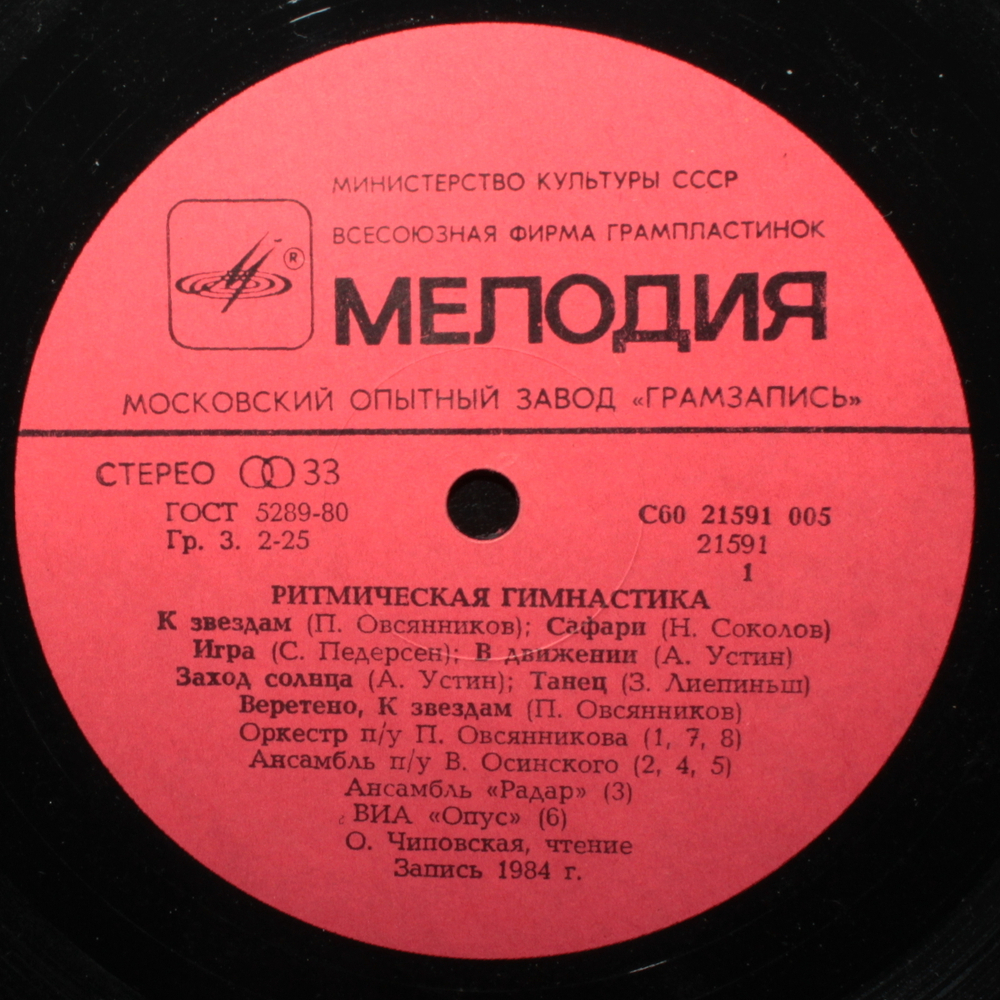 МИНИСТЕРСТВО КУЛЬТУРЫ СССР
ВСЕСОЮЗНАЯ ФИРМА ГРАМПЛАСТИНОК
®
МЕЛОДИЯ
МОСКОВСКИЙ ОПЫТНЫЙ ЗАВОД «ГРАМЗАПИСЬ»
СТЕРЕО 33
ГОСТ 5289-80
Гр. 3. 2-25
С60 21591 005
21591
1
РИТМИЧЕСКАЯ ГИМНАСТИКА
К звездам (П. Овсянников); Сафари (Н. Соколов)
Игра (С. Педерсен); В движении (А. Устин)
Заход солнца (А. Устин); Танец (З. Лиепиньш)
Веретено, К звездам (П. Овсянников)
Оркестр п/у П. Овсянникова (1, 7, 8)
Ансамбль п/у В. Осинского (2, 4, 5)
Ансамбль «Радар» (3)
ВИА «Опус» (6)
О. Чиповская, чтение
Запись 1984 г.